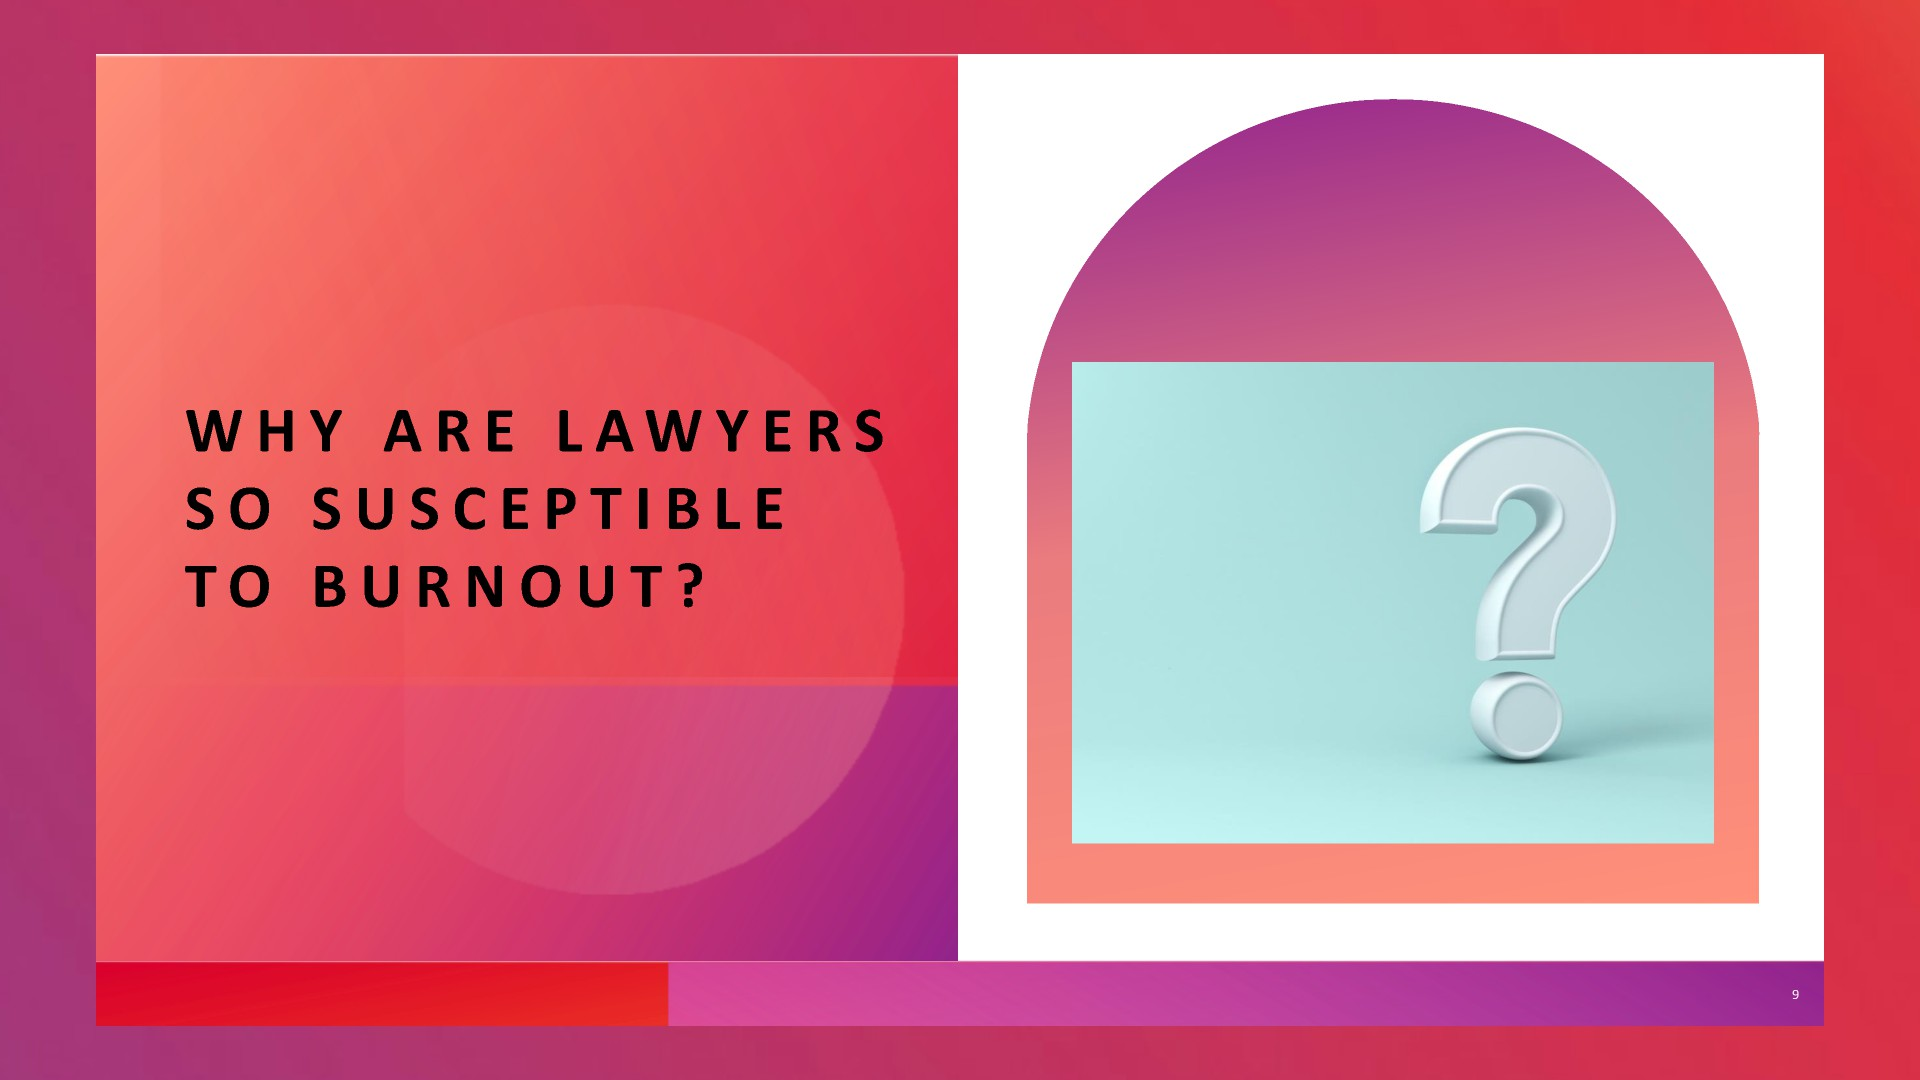 WHY ARE LAWYERS
SO SUSCEPTIBLE
TO BURNOUT?
?
9